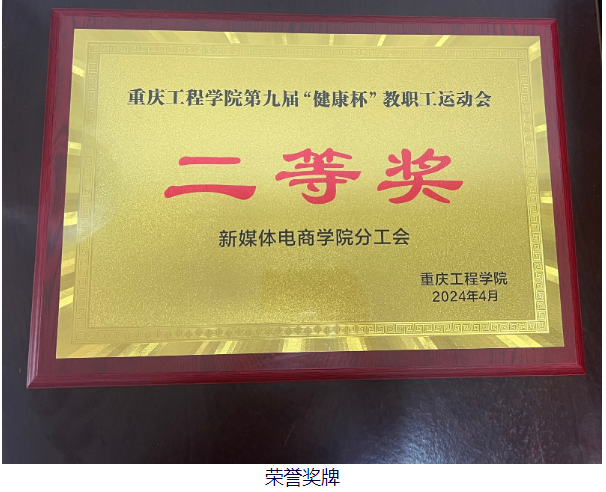 重庆工程学院第九届“健康杯”教职工运动会
二等奖
新媒体电商学院分工会
重庆工程学院
2024年4月
荣誉奖牌